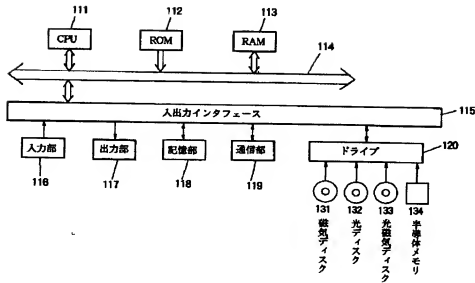 111
112
113
CPU
ROM
RAM
114
入出力インタフェース
115
入力部
出力部
記憶部
通信部
ドライブ
120
116
117
118
119
131
132
133
134
磁気ディスク
光ディスク
光磁気ディスク
半導体メモリ